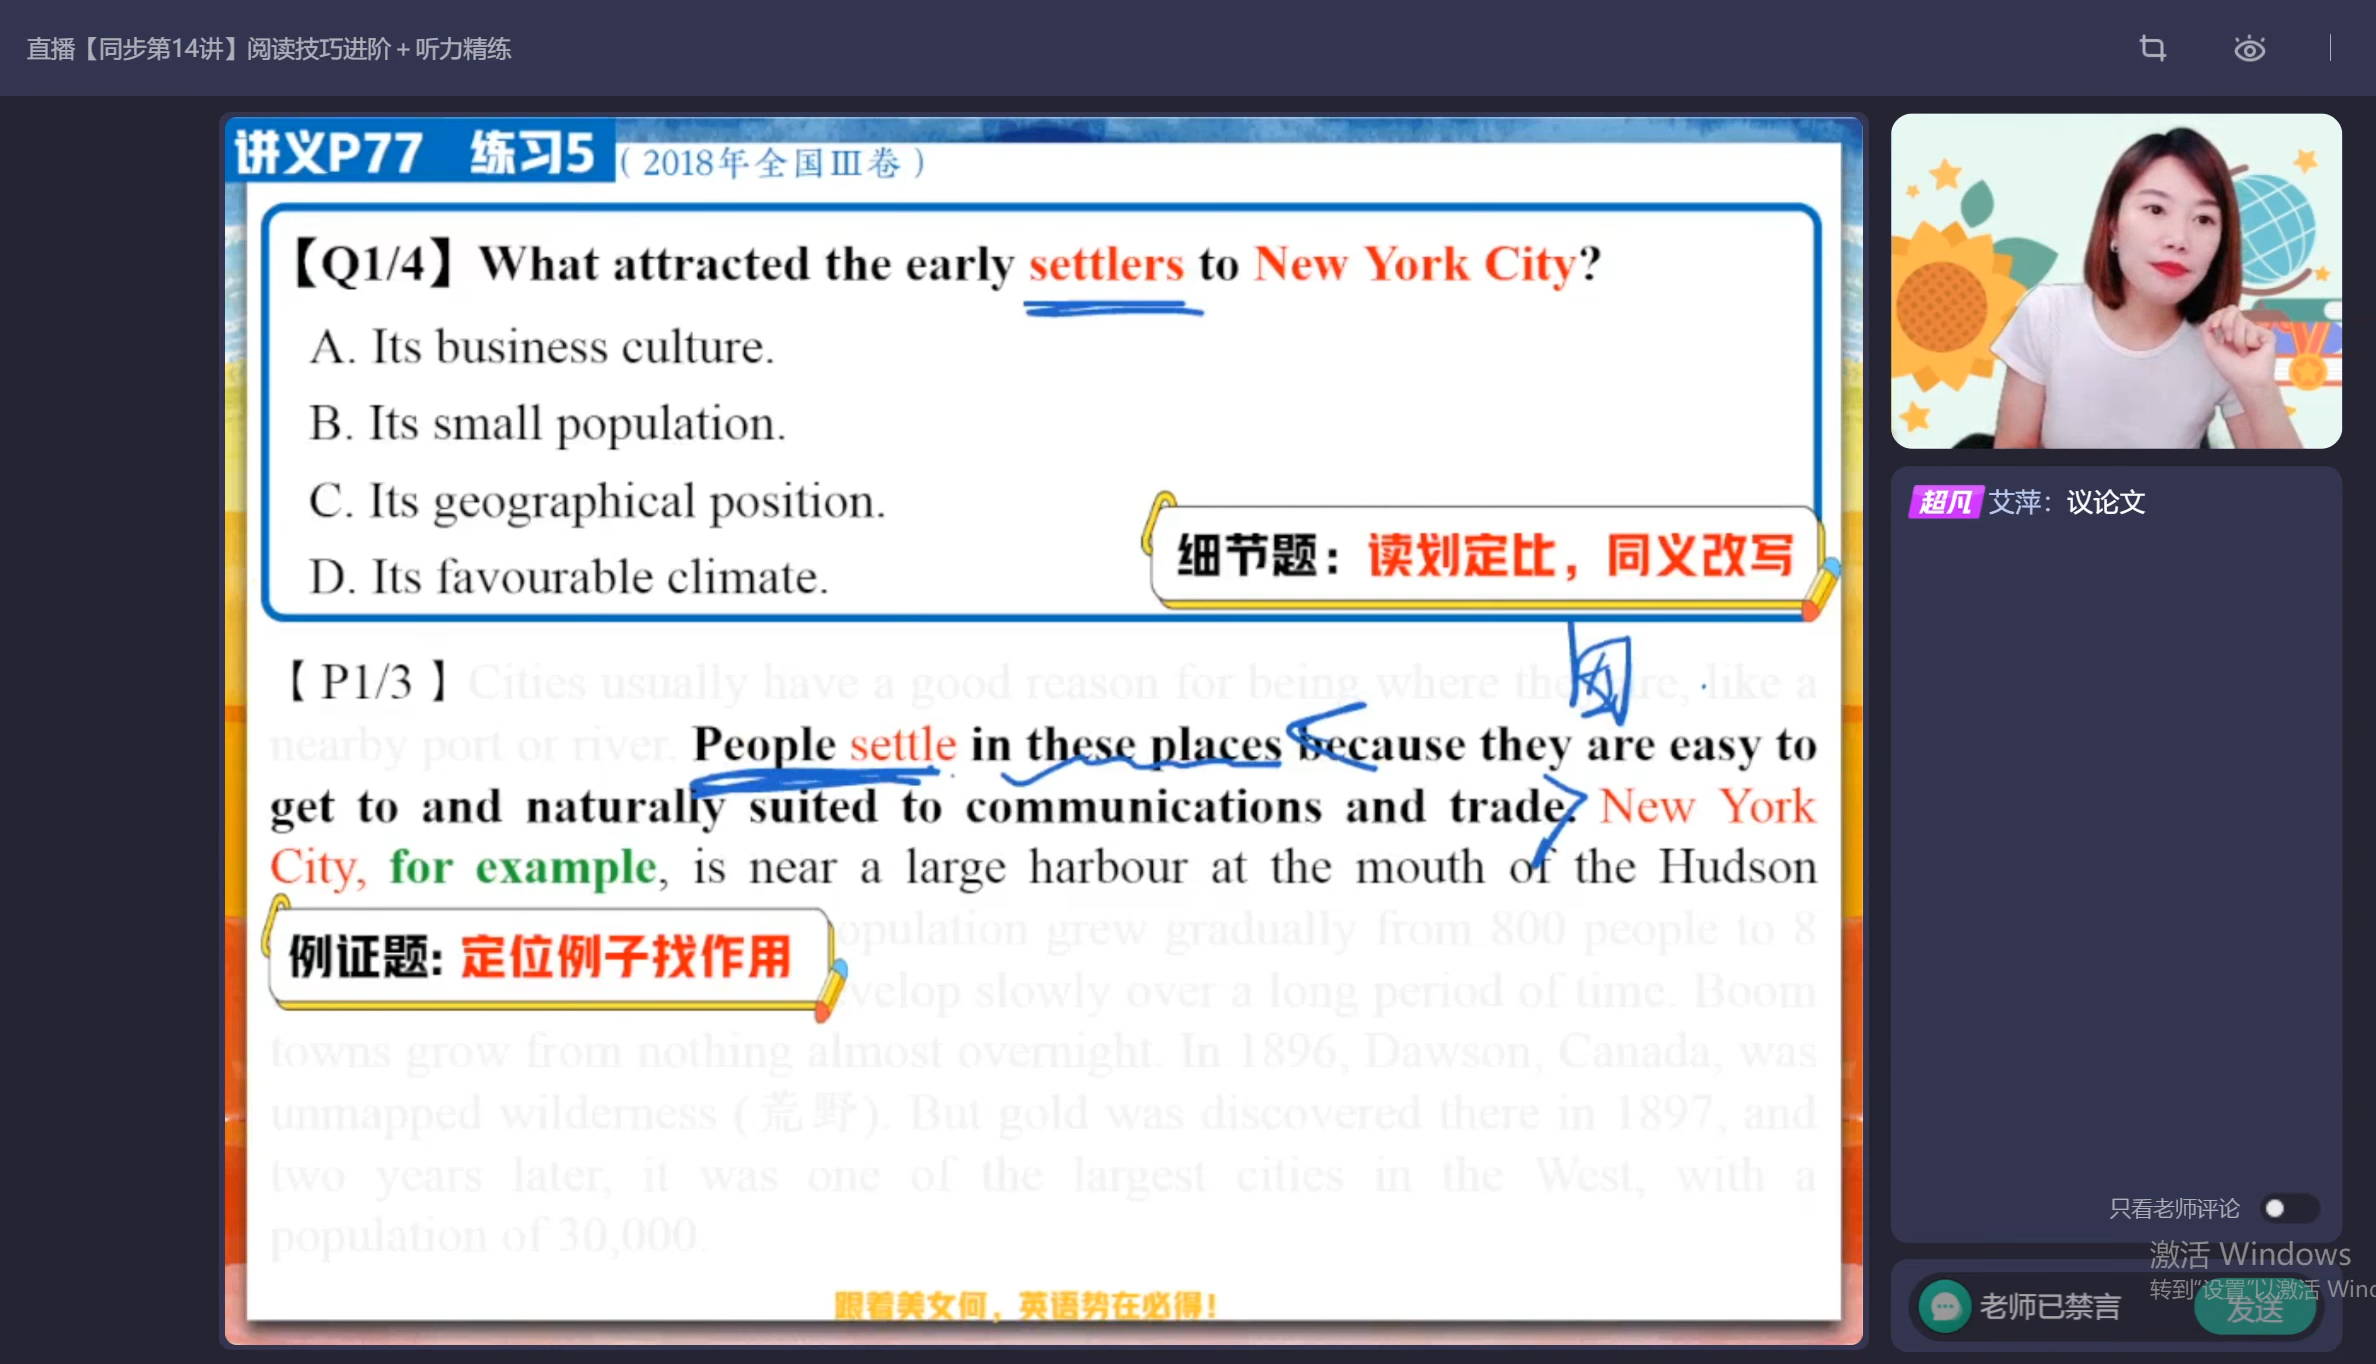 直播【同步第14讲】阅读技巧进阶+听力精练
讲义P77 练习5 (2018年全国Ⅲ卷)
【Q1/4】What attracted the early settlers to New York City?
A. Its business culture.
B. Its small population.
C. Its geographical position.
D. Its favourable climate.
细节题：读划定比，同义改写
【 P1/3 】Cities usually have a good reason for being where the are, like a
nearby port or river. People settle in these places because they are easy to
get to and naturally suited to communications and trade. New York
City, for example, is near a large harbour at the mouth of the Hudson
例证题：定位例子找作用
opulation grew gradually from 800 people to 8
velop slowly over a long period of time. Boom
towns grow from nothing almost overnight. In 1896, Dawson, Canada, was
unmapped wilderness (荒野). But gold was discovered there in 1897, and
two years later, it was one of the largest cities in the West, with a
population of 30,000.
跟着美女何，英语势在必得！
超凡 艾萍：议论文
只看老师评论
激活 Windows
转到"设置"以激活 Winc
老师已禁言
发送